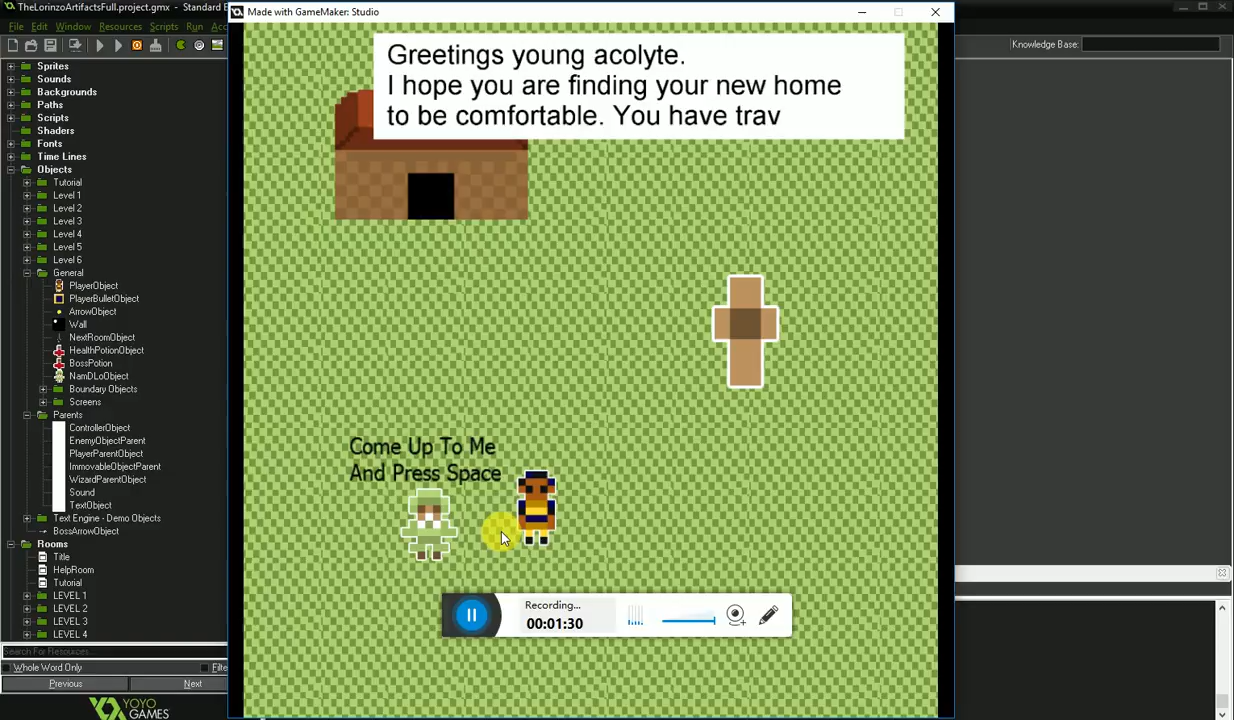 TheLorinzoArtifactsFull.project.gmx - Standard E
Made with GameMaker: Studio
File Edit Window Resources Scripts Run
Knowledge Base:
Sprites
Sounds
Backgrounds
Paths
Scripts
Shaders
Fonts
Time Lines
Objects
Tutorial
Level 1
Level 2
Level 3
Level 4
Level 5
Level 6
General
PlayerObject
PlayerBulletObject
ArrowObject
Wall
NextRoomObject
HealthPotionObject
BossPotion
NamDLoObject
Boundary Objects
Screens
Parents
ControllerObject
EnemyObjectParent
PlayerParentObject
ImmovableObjectParent
WizardParentObject
Sound
TextObject
Text Engine - Demo Objects
BossArrowObject
Rooms
Title
HelpRoom
Tutorial
LEVEL 1
LEVEL 2
LEVEL 3
LEVEL 4
Search For Resources...
Whole Word Only
Filte
Previous Next
YOYO
GAMES
Greetings young acolyte.
I hope you are finding your new home
to be comfortable. You have trav
Come Up To Me
And Press Space
Recording...
00:01:30